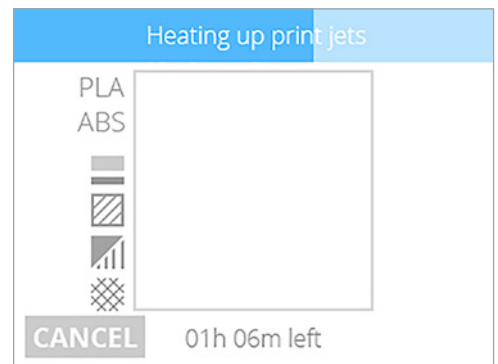 Heating up print jets
PLA
ABS
CANCEL
01h 06m left